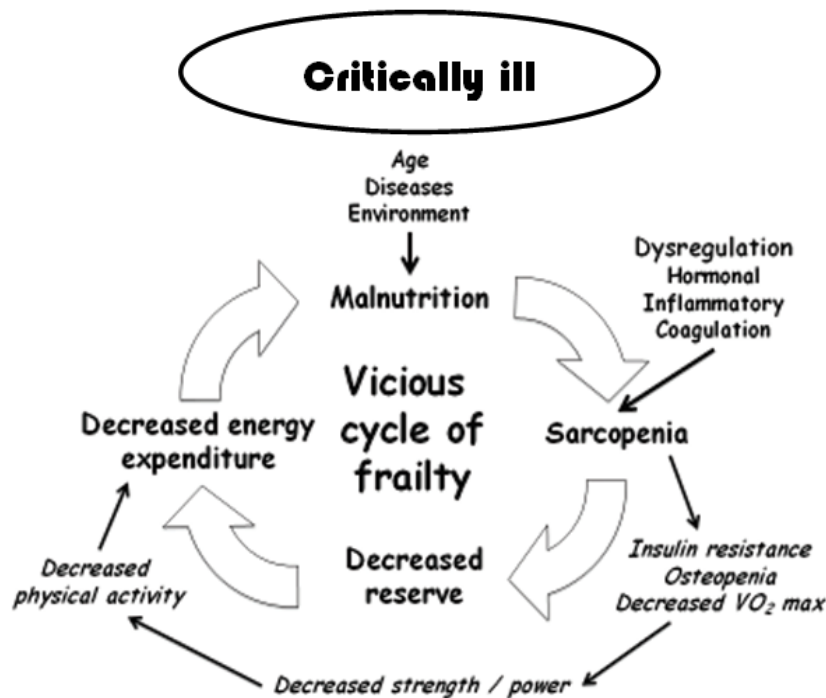 Critically ill
Age
Diseases
Environment
Malnutrition
Dysregulation
Hormonal
Inflammatory
Coagulation
Vicious
cycle of
frailty
Decreased energy
expenditure
Sarcopenia
Decreased
reserve
Insulin resistance
Osteopenia
Decreased VO₂ max
Decreased
physical activity
Decreased strength / power